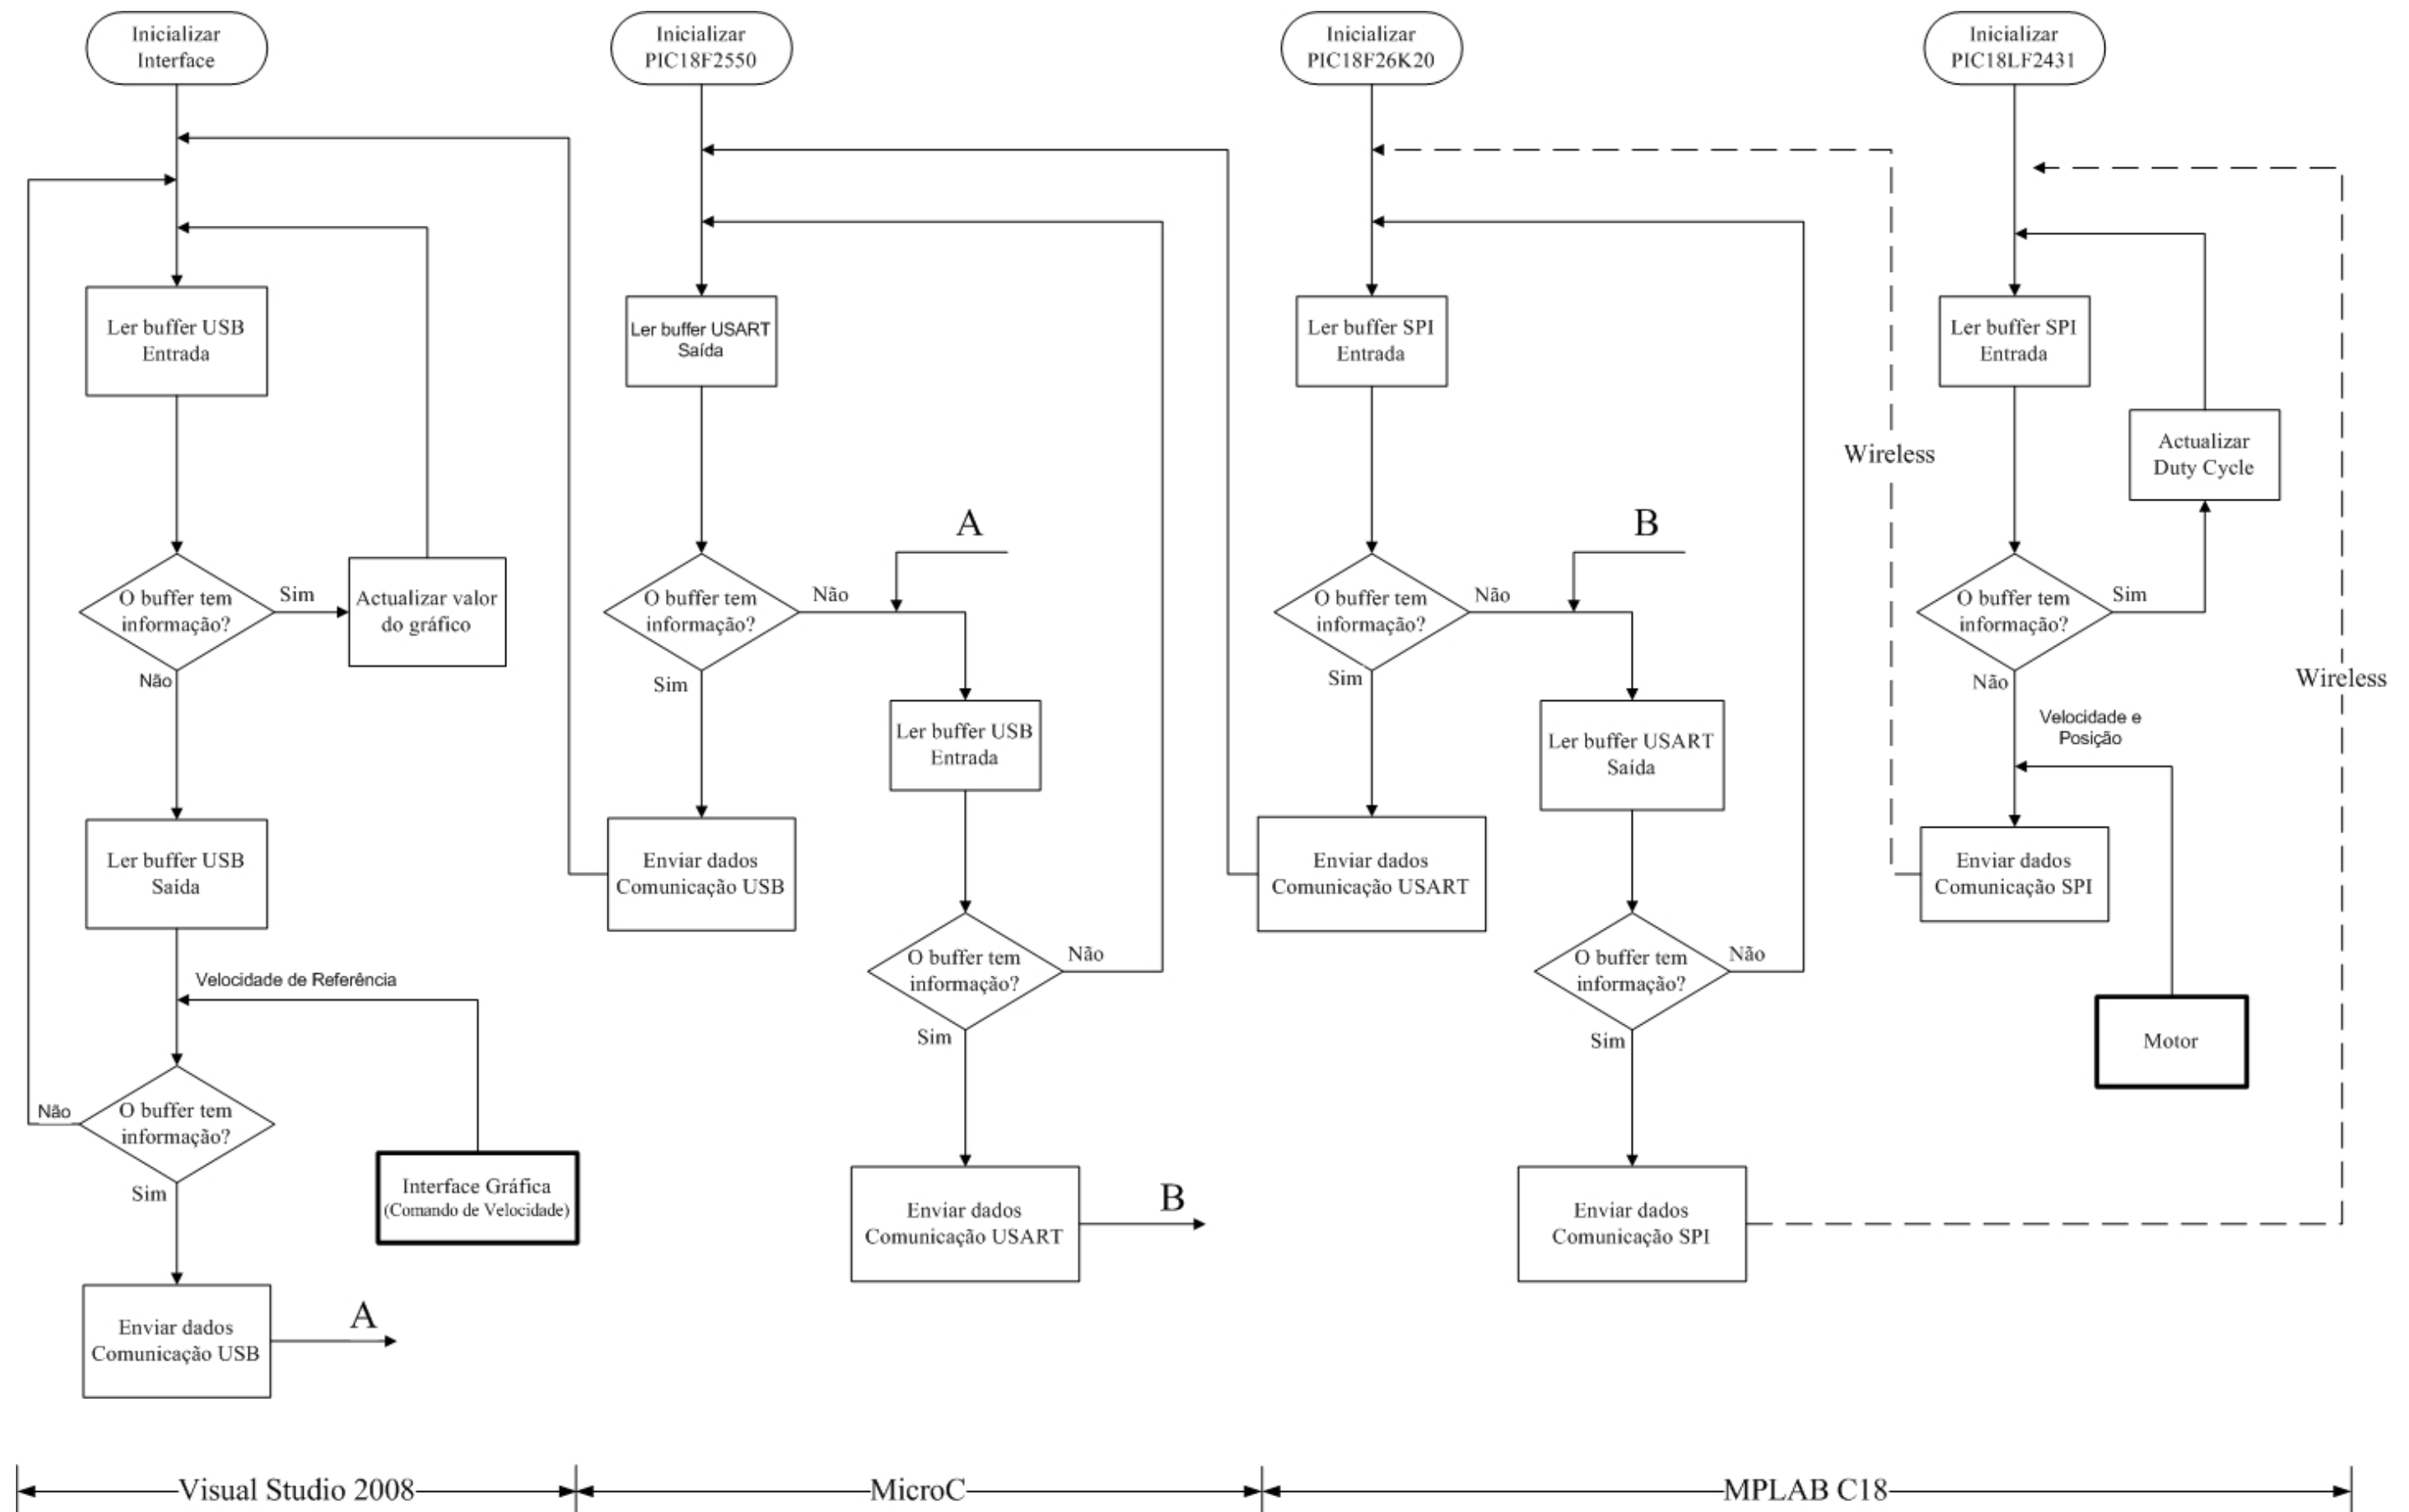 Inicializar
Interface
Ler buffer USB
Entrada
O buffer tem
informação?
Sim
Actualizar valor
do gráfico
Não
Ler buffer USB
Saída
Velocidade de Referência
O buffer tem
informação?
Não
Sim
Interface Gráfica
(Comando de Velocidade)
Enviar dados
Comunicação USB
A
Inicializar
PIC18F2550
Ler buffer USART
Saída
O buffer tem
informação?
Não
A
Sim
Enviar dados
Comunicação USB
Ler buffer USB
Entrada
O buffer tem
informação?
Não
Sim
Enviar dados
Comunicação USART
B
Inicializar
PIC18F26K20
Ler buffer SPI
Entrada
O buffer tem
informação?
Não
B
Sim
Enviar dados
Comunicação USART
Ler buffer USART
Saída
O buffer tem
informação?
Não
Sim
Enviar dados
Comunicação SPI
Wireless
Inicializar
PIC18LF2431
Ler buffer SPI
Entrada
Actualizar
Duty Cycle
O buffer tem
informação?
Sim
Não
Velocidade e
Posição
Enviar dados
Comunicação SPI
Motor
Wireless
Visual Studio 2008
MicroC
MPLAB C18